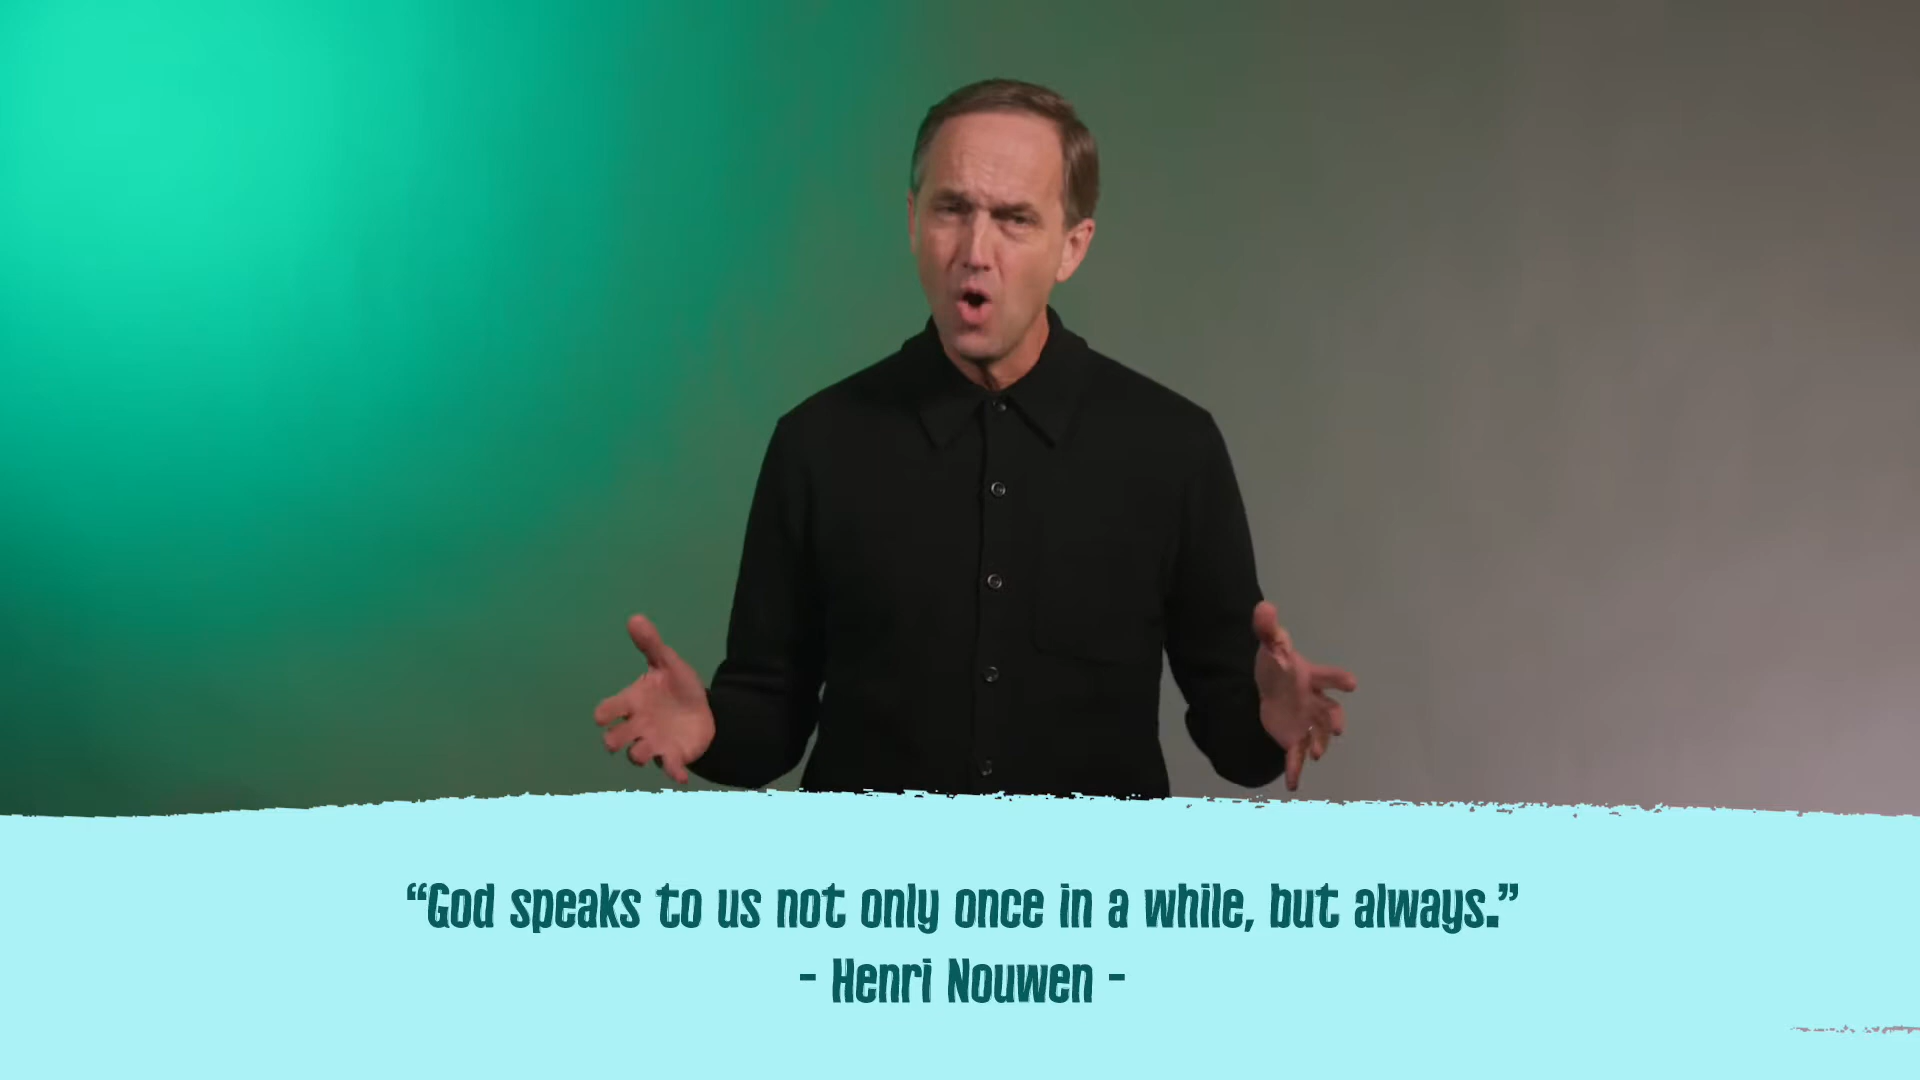 “God speaks to us not only once in a while, but always.”
- Henri Nouwen -